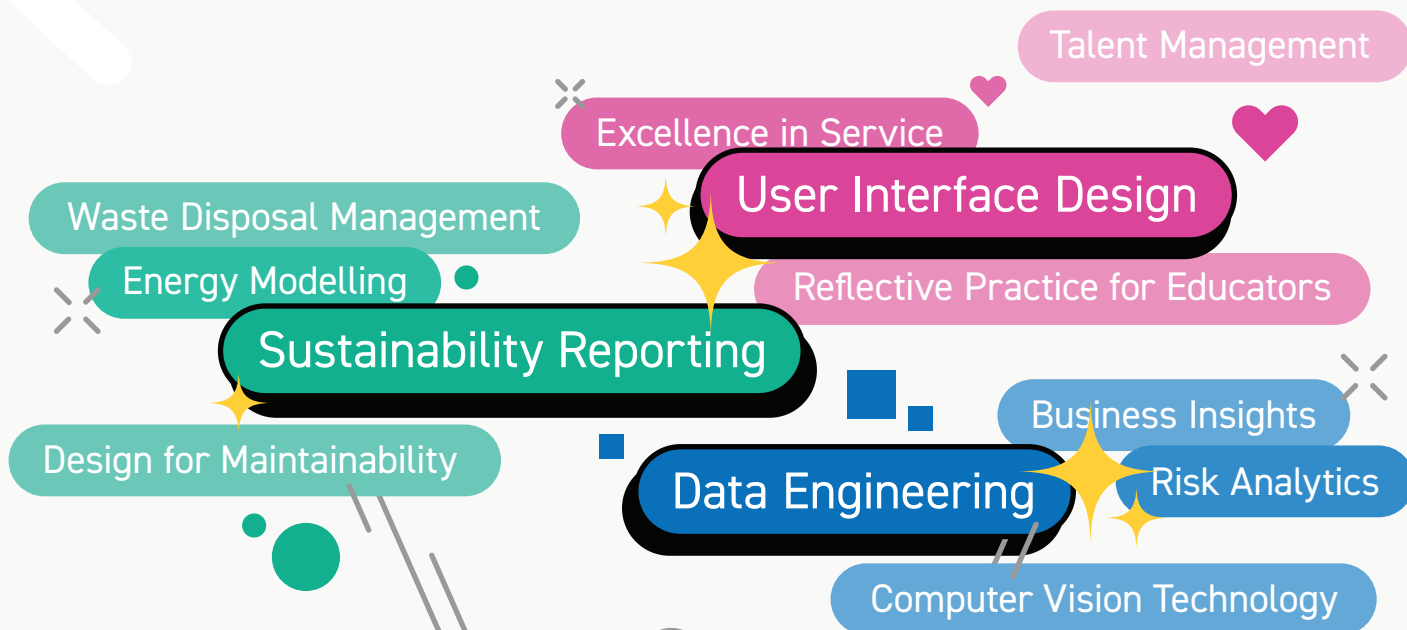 Talent Management
Excellence in Service
User Interface Design
Waste Disposal Management
Energy Modelling
Reflective Practice for Educators
Sustainability Reporting
Business Insights
Design for Maintainability
Data Engineering
Risk Analytics
Computer Vision Technology